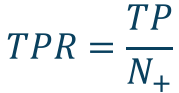 TPR = TP / N₊